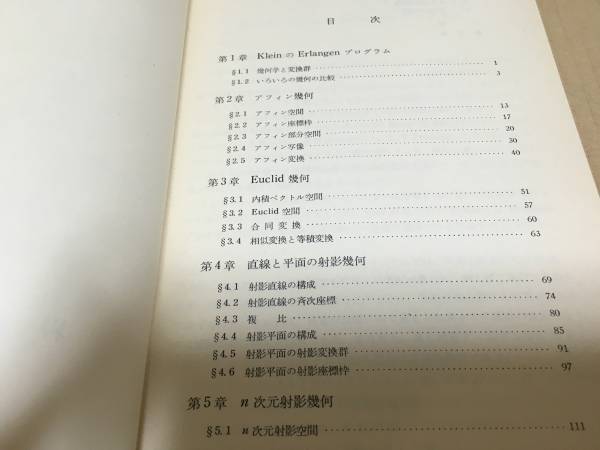 目 次
第1章 Klein の Erlangen プログラム
§1.1 幾何学と変換群 1
§1.2 いろいろの幾何の比較 3
第2章 アフィン幾何
§2.1 アフィン空間 13
§2.2 アフィン座標枠 17
§2.3 アフィン部分空間 20
§2.4 アフィン写像 30
§2.5 アフィン変換 40
第3章 Euclid 幾何
§3.1 内積ベクトル空間 51
§3.2 Euclid 空間 57
§3.3 合同変換 60
§3.4 相似変換と等積変換 63
第4章 直線と平面の射影幾何
§4.1 射影直線の構成 69
§4.2 射影直線の斉次座標 74
§4.3 複比 80
§4.4 射影平面の構成 85
§4.5 射影平面の射影変換群 91
§4.6 射影平面の射影座標枠 97
第5章 n 次元射影幾何
§5.1 n 次元射影空間 111